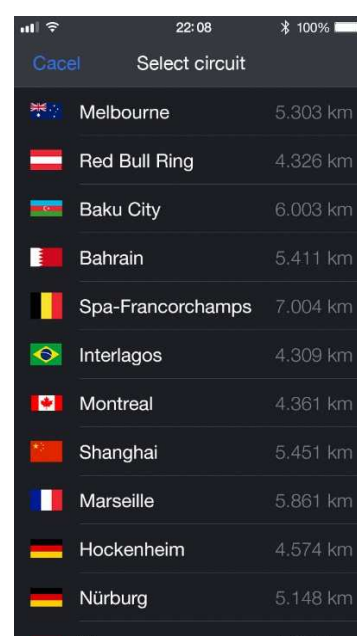 22:08 100%
Cacel Select circuit
Melbourne 5.303 km
Red Bull Ring 4.326 km
Baku City 6.003 km
Bahrain 5.411 km
Spa-Francorchamps 7.004 km
Interlagos 4.309 km
Montreal 4.361 km
Shanghai 5.451 km
Marseille 5.861 km
Hockenheim 4.574 km
Nürburg 5.148 km